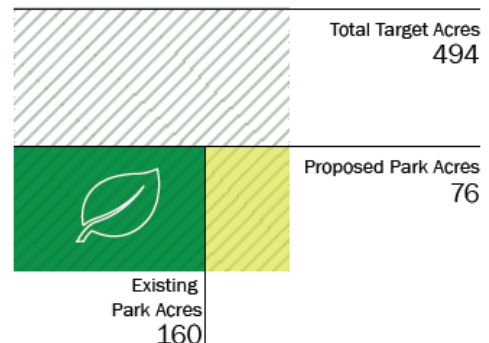 Total Target Acres
494
Proposed Park Acres
76
Existing
Park Acres
160